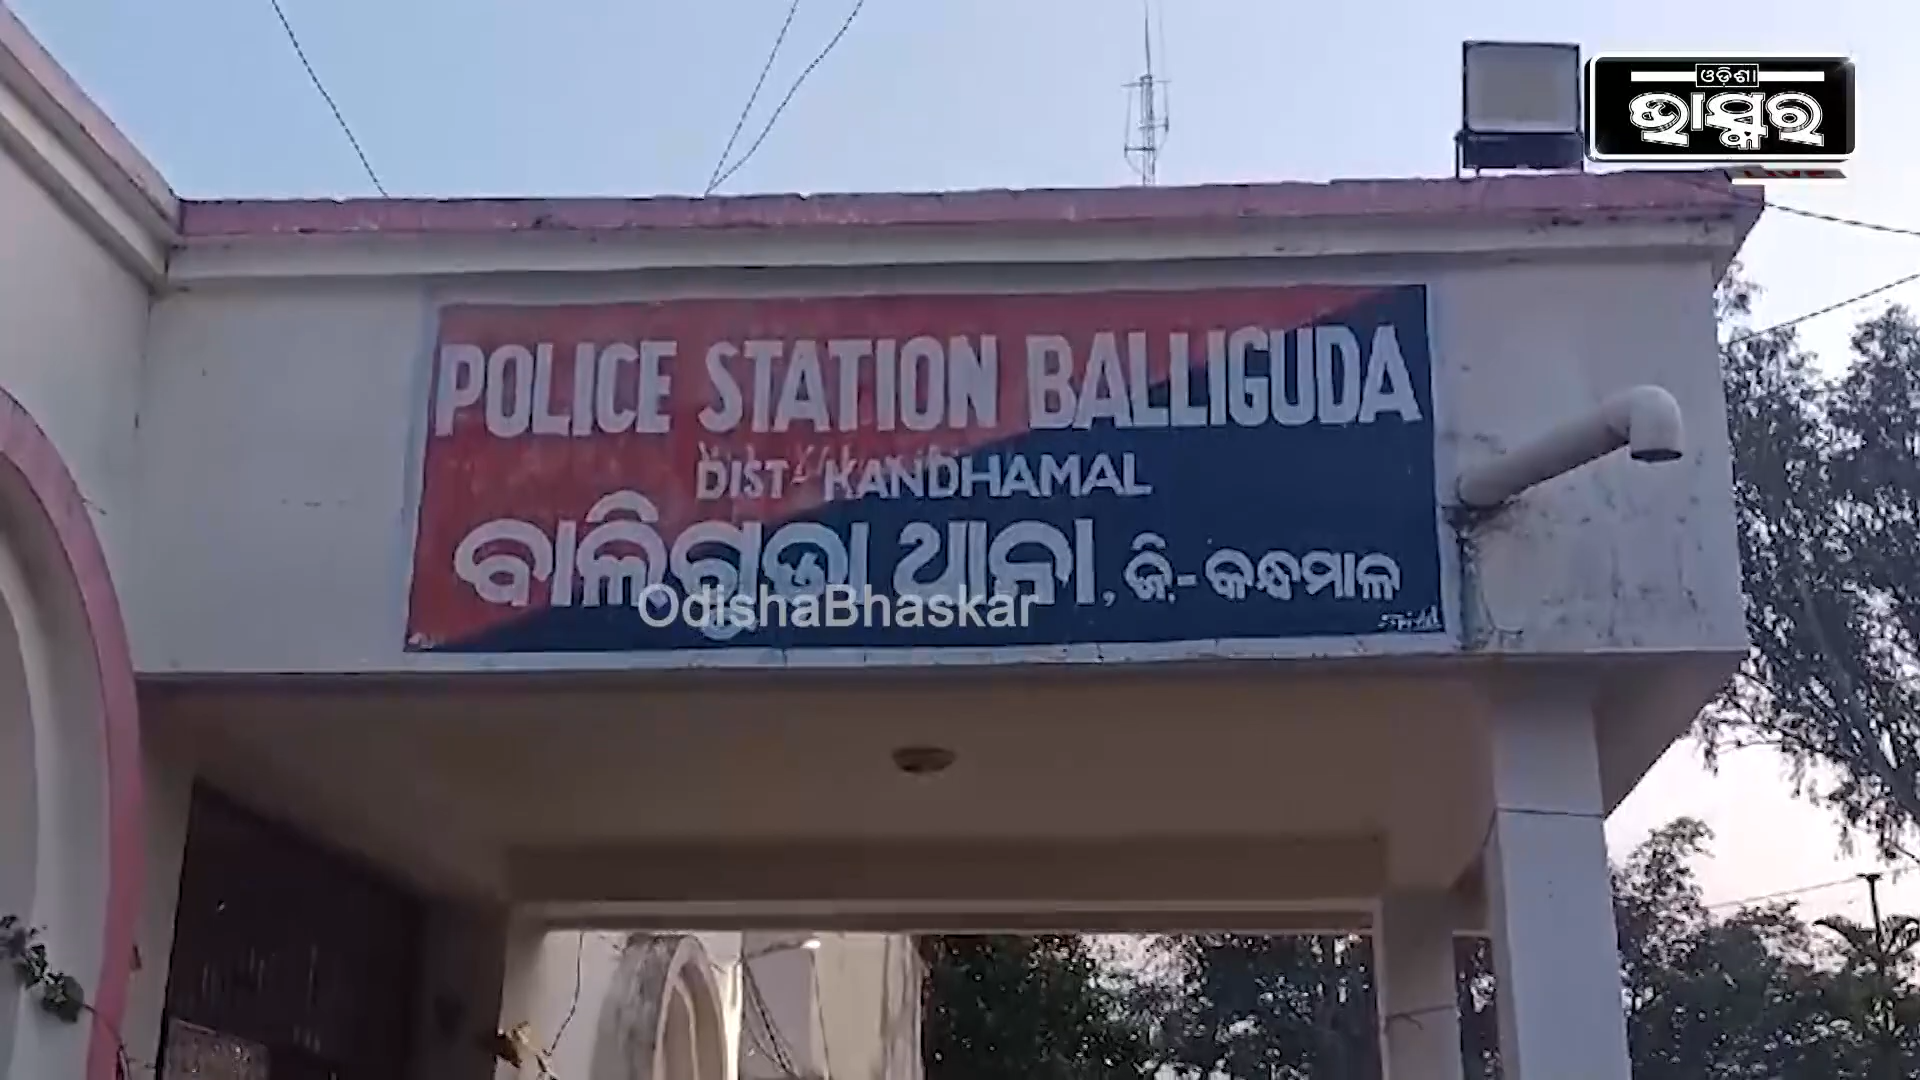 ଓଡ଼ିଶା
ଭାସ୍କର
POLICE STATION BALLIGUDA
DIST- KANDHAMAL
ବାଲିଗୁଡା ଥାନା, ଜି.- କନ୍ଧମାଳ
OdishaBhaskar